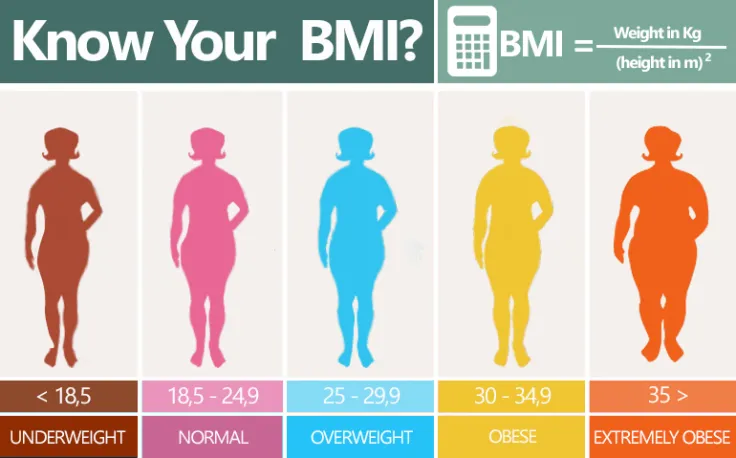 Know Your BMI?
BMI = Weight in Kg
(height in m) 2
< 18,5
18,5 - 24,9
25 - 29,9
30 - 34,9
35 >
UNDERWEIGHT
NORMAL
OVERWEIGHT
OBESE
EXTREMELY OBESE